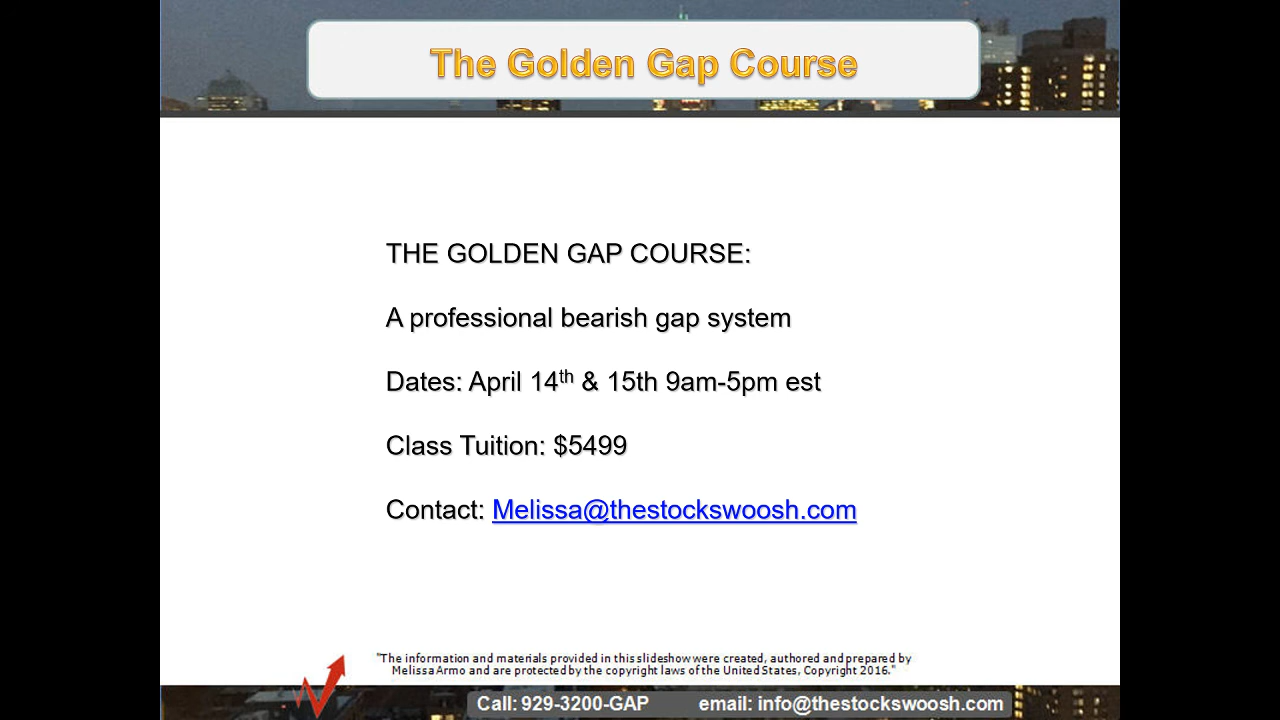 The Golden Gap Course
THE GOLDEN GAP COURSE:
A professional bearish gap system
Dates: April 14th & 15th 9am-5pm est
Class Tuition: $5499
Contact: Melissa@thestockswoosh.com
"The information and materials provided in this slideshow were created, authored and prepared by
Melissa Armo and are protected by the copyright laws of the United States, Copyright 2016."
Call: 929-3200-GAP email: info@thestockswoosh.com